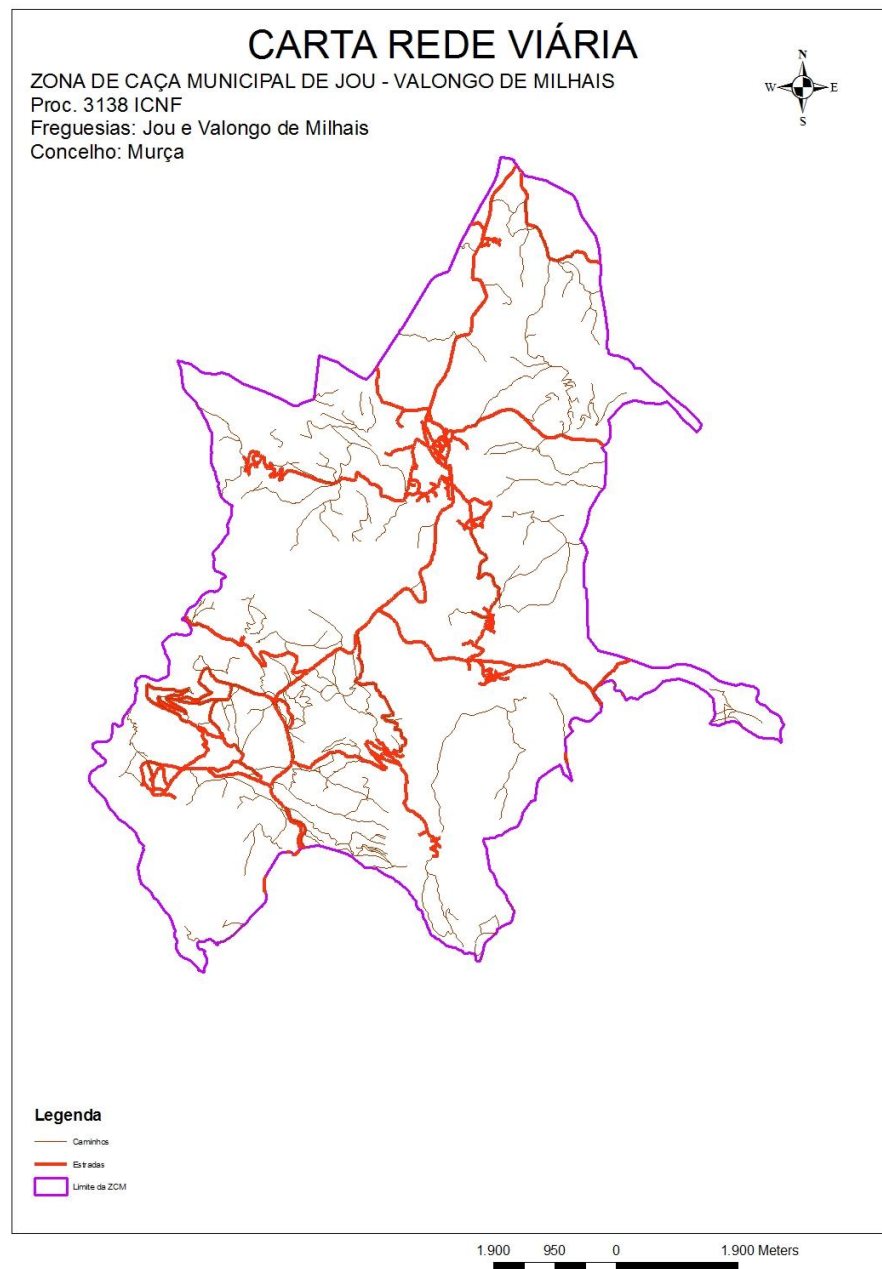 CARTA REDE VIÁRIA
ZONA DE CAÇA MUNICIPAL DE JOU - VALONGO DE MILHAIS
Proc. 3138 ICNF
Freguesias: Jou e Valongo de Milhais
Concelho: Murça
N
W E
S
Legenda
Caminhos
Estradas
Limite da ZCM
1.900 950 0 1.900 Meters